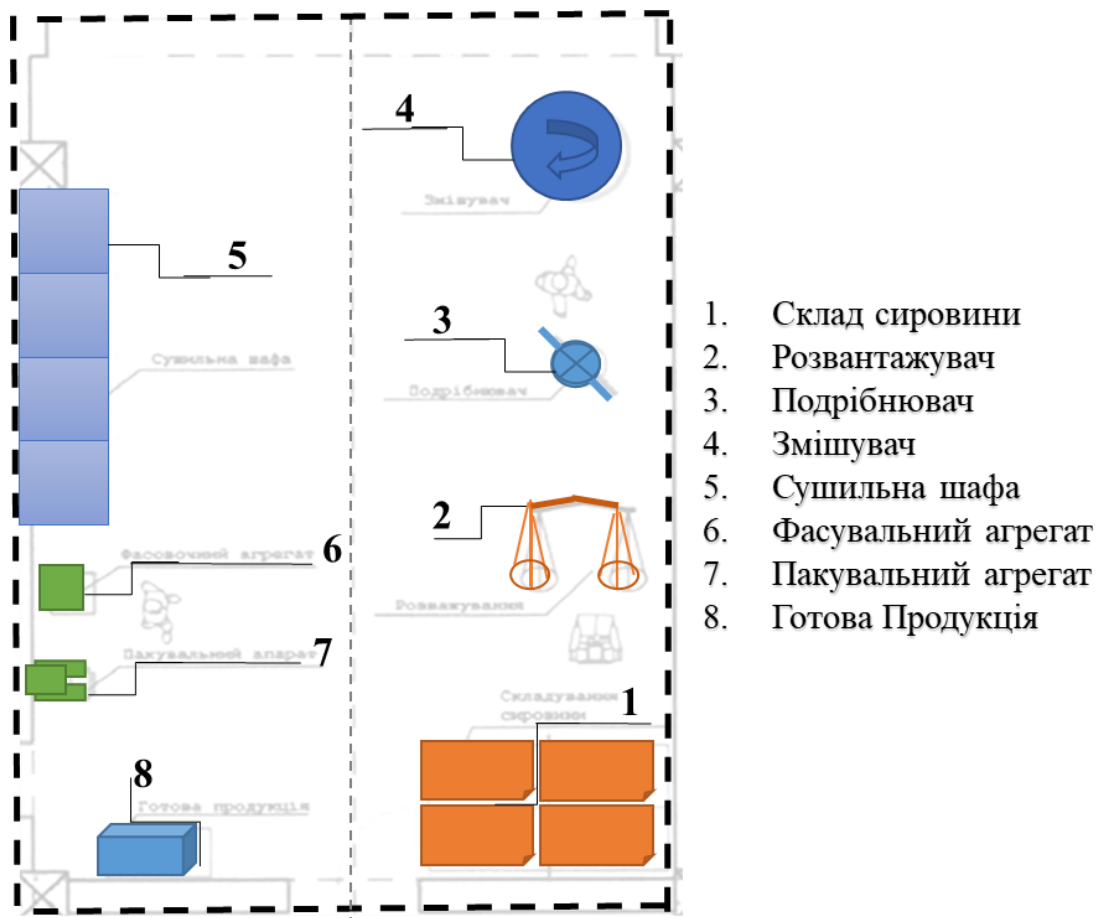 4
Змішувач
5
3
Сушильна шафа
Подрібнювач
2
Фасовочний агрегат
6
Розважування
Пакувальний апарат
7
Складування
сировини
1
8
Готова продукція
1. Склад сировини
2. Розвантажувач
3. Подрібнювач
4. Змішувач
5. Сушильна шафа
6. Фасувальний агрегат
7. Пакувальний агрегат
8. Готова Продукція